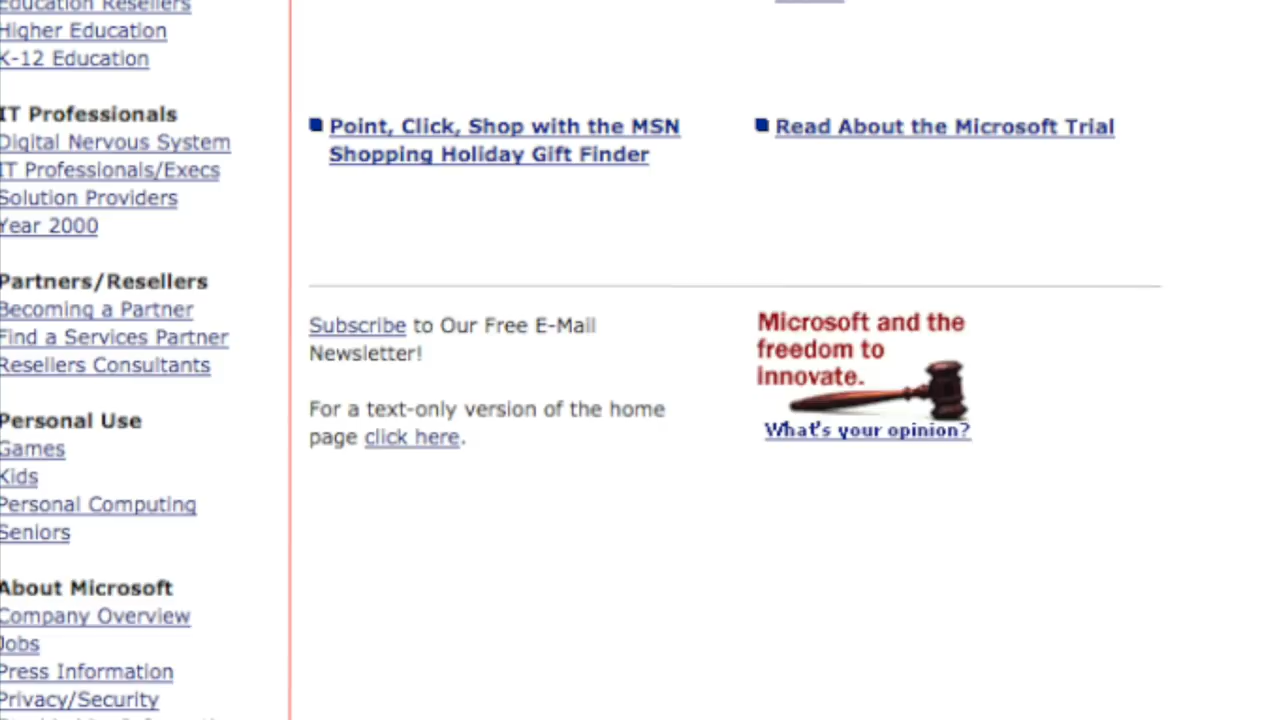 Education Resellers
Higher Education
K-12 Education
IT Professionals
Digital Nervous System
IT Professionals/Execs
Solution Providers
Year 2000
Partners/Resellers
Becoming a Partner
Find a Services Partner
Resellers Consultants
Personal Use
Games
Kids
Personal Computing
Seniors
About Microsoft
Company Overview
Jobs
Press Information
Privacy/Security
Point, Click, Shop with the MSN
Shopping Holiday Gift Finder
Read About the Microsoft Trial
Subscribe to Our Free E-Mail
Newsletter!
For a text-only version of the home
page click here.
Microsoft and the
freedom to
innovate.
What's your opinion?